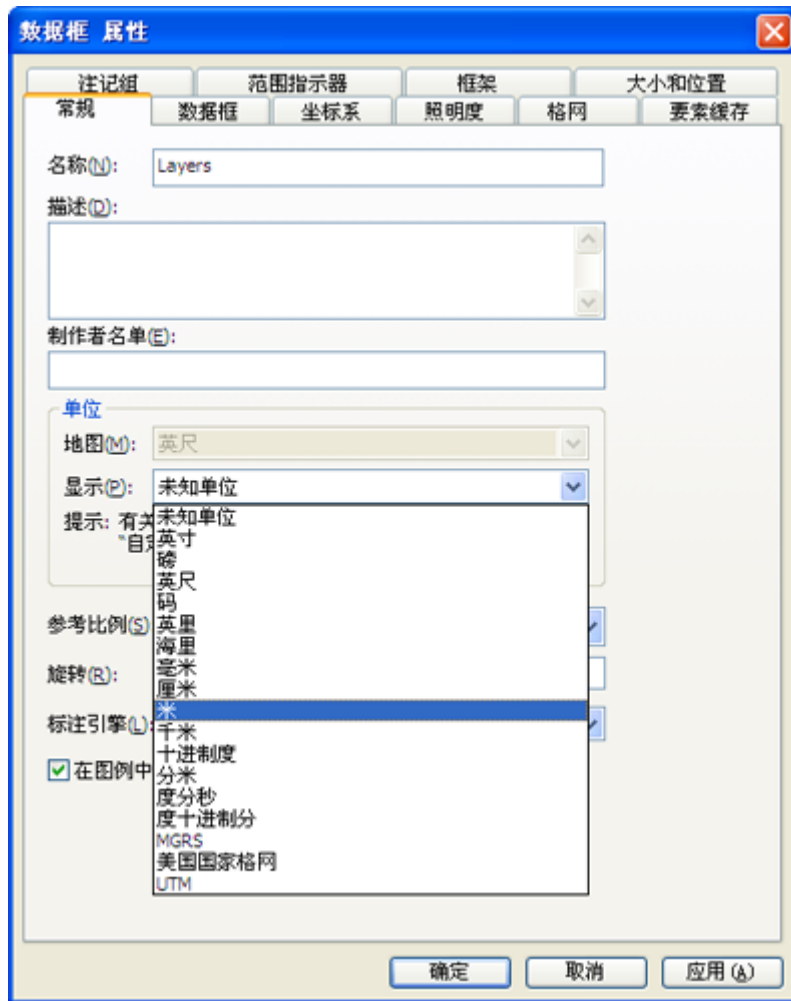 数据框 属性
注记组 范围指示器 框架 大小和位置
常规 数据框 坐标系 照明度 格网 要素缓存
名称(N): Layers
描述(D):
制作者名单(E):
单位
地图(M): 英尺
显示(P): 未知单位
提示: 有关
"自定
未知单位
英寸
磅
英尺
码
英里
海里
毫米
厘米
米
千米
十进制度
分米
度分秒
度十进制分
MGRS
美国国家格网
UTM
参考比例(S)
旋转(R):
标注引擎(L):
在图例中
确定 取消 应用(A)